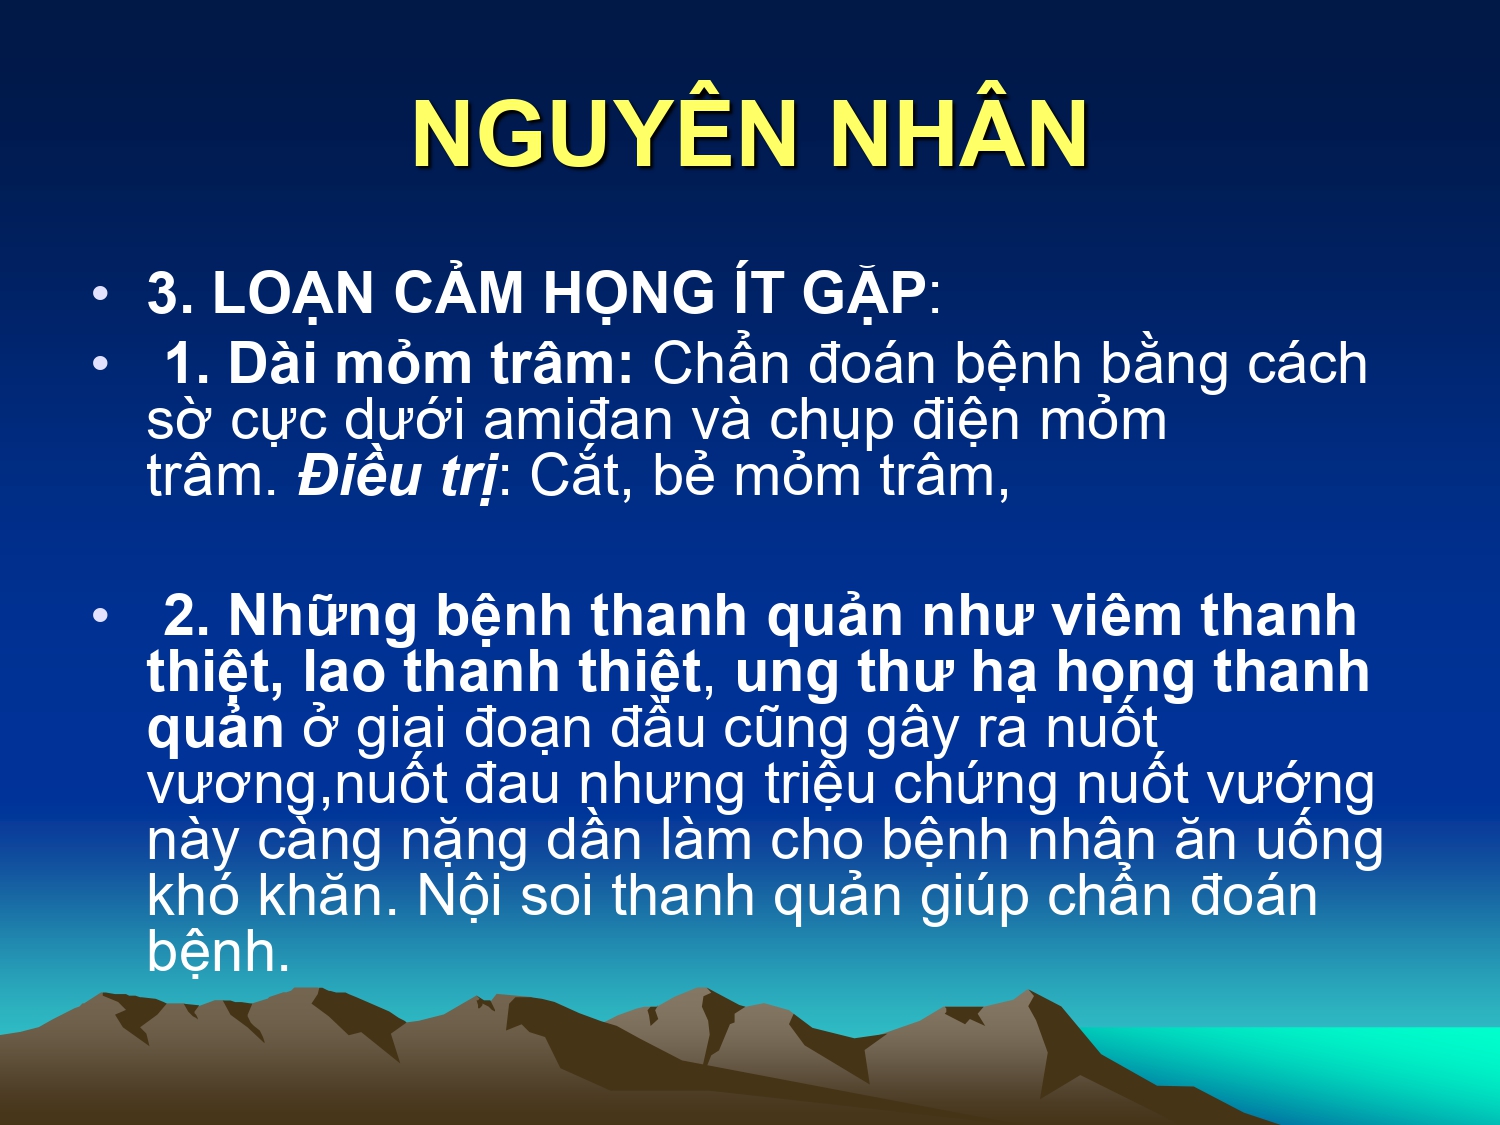 NGUYÊN NHÂN
• 3. LOẠN CẢM HỌNG ÍT GẶP:
• 1. Dài mỏm trâm: Chẩn đoán bệnh bằng cách
sờ cực dưới amiđan và chụp điện mỏm
trâm. Điều trị: Cắt, bẻ mỏm trâm,
• 2. Những bệnh thanh quản như viêm thanh
thiệt, lao thanh thiệt, ung thư hạ họng thanh
quản ở giai đoạn đầu cũng gây ra nuốt
vương,nuốt đau nhưng triệu chứng nuốt vướng
này càng nặng dần làm cho bệnh nhân ăn uống
khó khăn. Nội soi thanh quản giúp chẩn đoán
bệnh.